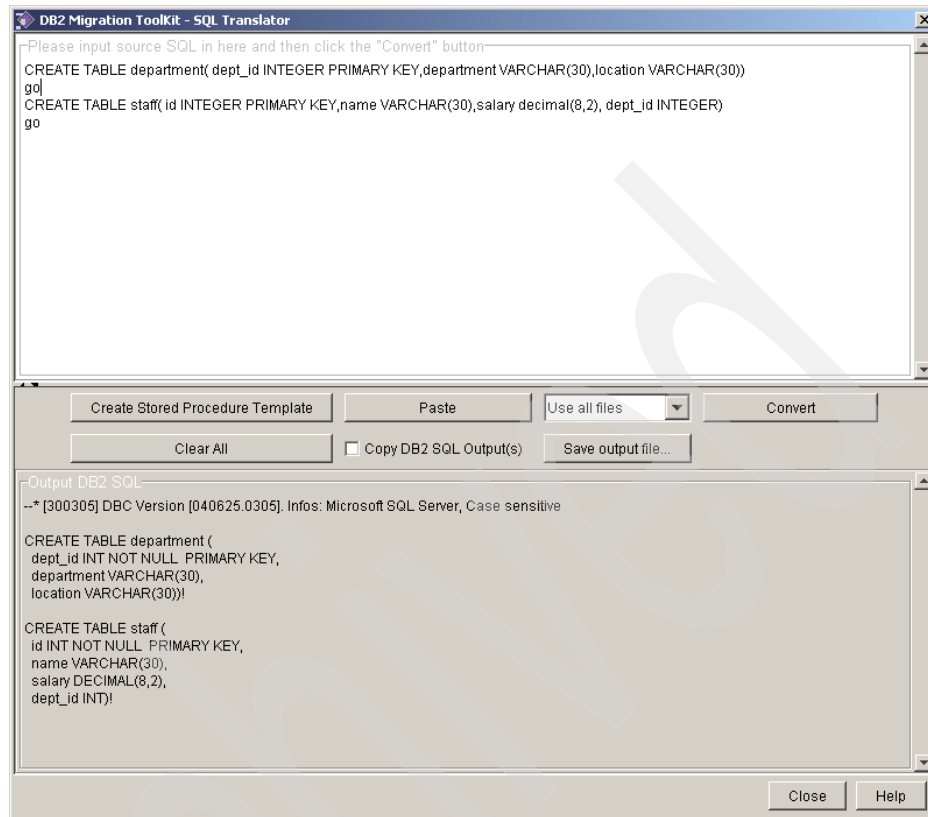 DB2 Migration ToolKit - SQL Translator
Please input source SQL in here and then click the "Convert" button
CREATE TABLE department( dept_id INTEGER PRIMARY KEY,department VARCHAR(30),location VARCHAR(30))
go
CREATE TABLE staff( id INTEGER PRIMARY KEY,name VARCHAR(30),salary decimal(8,2), dept_id INTEGER)
go
Create Stored Procedure Template Paste Use all files Convert
Clear All Copy DB2 SQL Output(s) Save output file...
Output DB2 SQL
--* [300305] DBC Version [040625.0305]. Infos: Microsoft SQL Server, Case sensitive
CREATE TABLE department (
dept_id INT NOT NULL PRIMARY KEY,
department VARCHAR(30),
location VARCHAR(30))!
CREATE TABLE staff (
id INT NOT NULL PRIMARY KEY,
name VARCHAR(30),
salary DECIMAL(8,2),
dept_id INT)!
Close Help